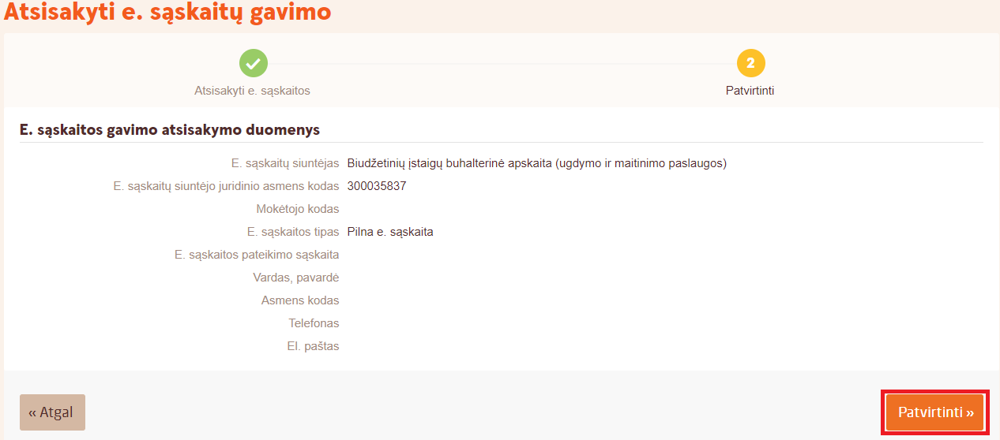 Atsisakyti e. sąskaitų gavimo
2
Atsisakyti e. sąskaitos
Patvirtinti
E. sąskaitos gavimo atsisakymo duomenys
E. sąskaitų siuntėjas Biudžetinių įstaigų buhalterinė apskaita (ugdymo ir maitinimo paslaugos)
E. sąskaitų siuntėjo juridinio asmens kodas 300035837
Mokėtojo kodas
E. sąskaitos tipas Pilna e. sąskaita
E. sąskaitos pateikimo sąskaita
Vardas, pavardė
Asmens kodas
Telefonas
El. paštas
« Atgal
Patvirtinti »